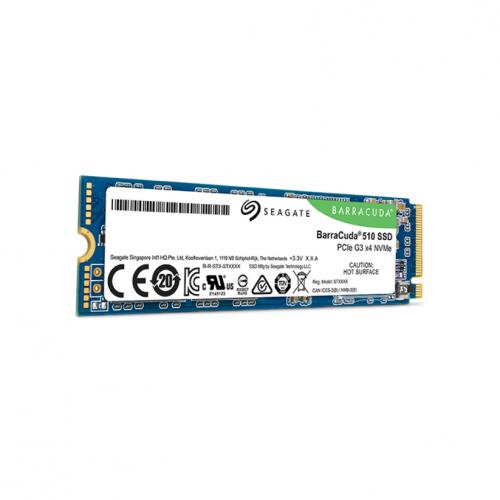 SEAGATE
BARRACUDA
BarraCuda® 510 SSD
PCIe G3 x4 NVMe
Seagate Singapore Int'l HQ Pte. Ltd, Koolhovenlaan 1, 1119 NB Schiphol-Rijk, The Netherlands +3.3V X.X A
R-R-STX-STXXXX SSD Mfg by Seagate Technology LLC
CAUTION:
HOT SURFACE
20
Reg. Model: STXXXX